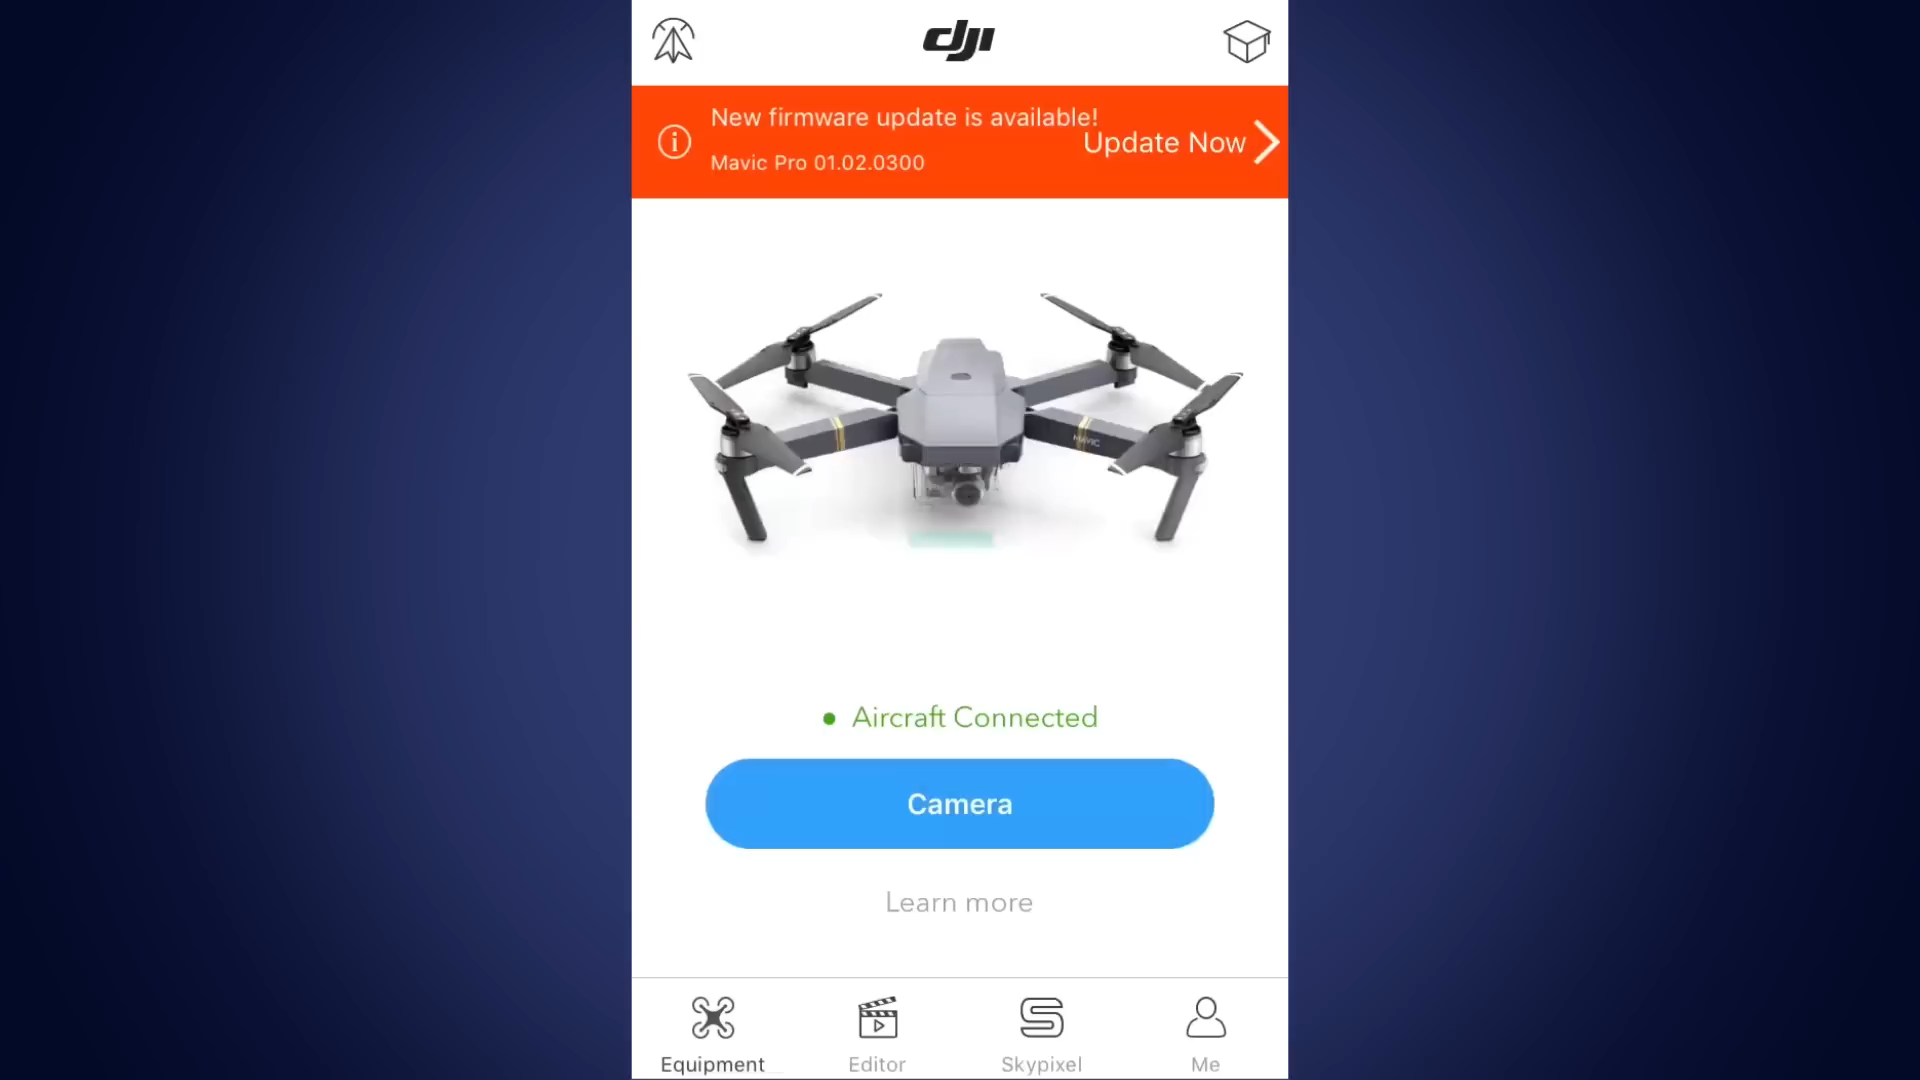 dji
New firmware update is available!
Update Now
Mavic Pro 01.02.0300
MAVIC
Aircraft Connected
Camera
Learn more
Equipment
Editor
Skypixel
Me